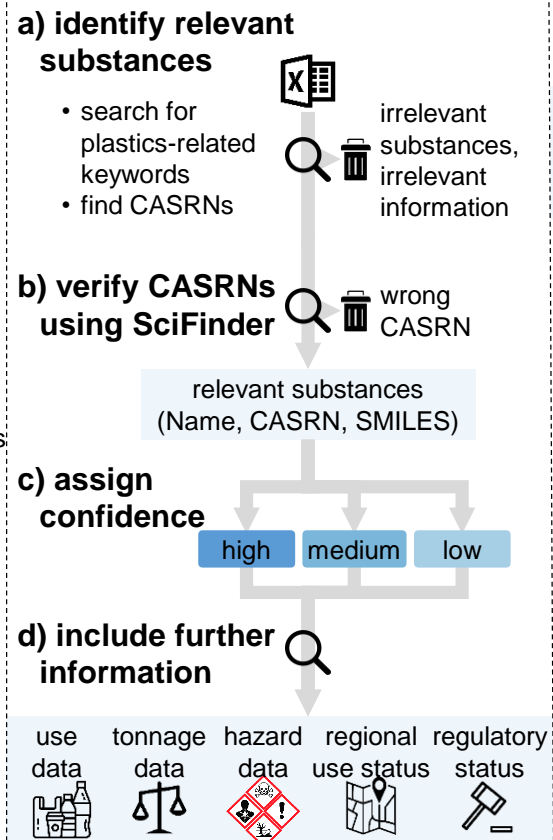 a) identify relevant
substances
• search for
plastics-related
keywords
• find CASRNs
irrelevant
substances,
irrelevant
information
b) verify CASRNs
using SciFinder
wrong
CASRN
relevant substances
(Name, CASRN, SMILES)
c) assign
confidence
high medium low
d) include further
information
use tonnage hazard regional regulatory
data data data use status status